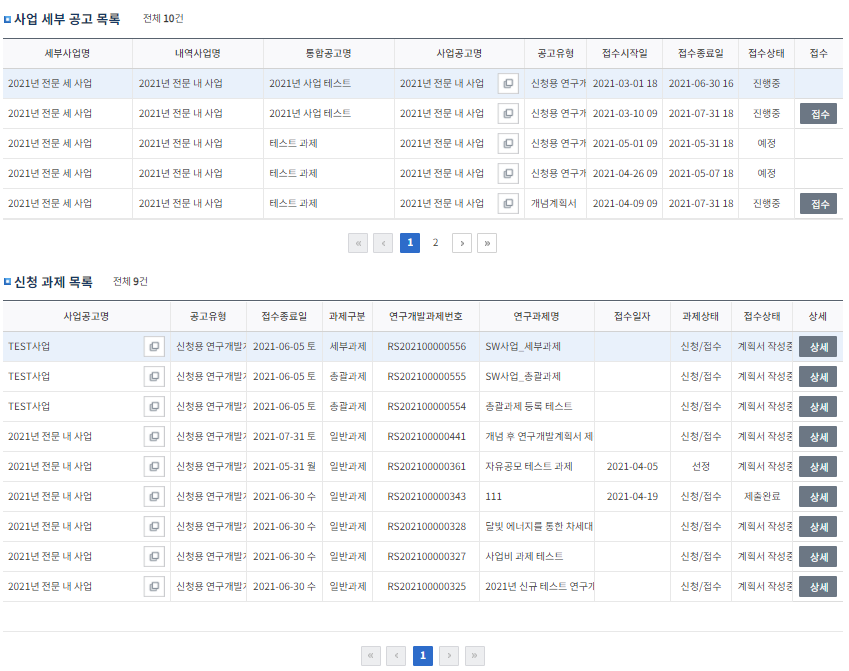 사업 세부 공고 목록 전체 10건
세부사업명 내역사업명 통합공고명 사업공고명 공고유형 접수시작일 접수종료일 접수상태 접수
2021년 전문 세 사업 2021년 전문 내 사업 2021년 사업 테스트 2021년 전문 내 사업 신청용 연구개 2021-03-01 18 2021-06-30 16 진행중
2021년 전문 세 사업 2021년 전문 내 사업 2021년 사업 테스트 2021년 전문 내 사업 신청용 연구개 2021-03-10 09 2021-07-31 18 진행중 접수
2021년 전문 세 사업 2021년 전문 내 사업 테스트 과제 2021년 전문 내 사업 신청용 연구개 2021-05-01 09 2021-05-31 18 예정
2021년 전문 세 사업 2021년 전문 내 사업 테스트 과제 2021년 전문 내 사업 신청용 연구개 2021-04-26 09 2021-05-07 18 예정
2021년 전문 세 사업 2021년 전문 내 사업 테스트 과제 2021년 전문 내 사업 개념계획서 2021-04-09 09 2021-07-31 18 진행중 접수
« ‹ 1 2 › »
신청 과제 목록 전체 9건
사업공고명 공고유형 접수종료일 과제구분 연구개발과제번호 연구과제명 접수일자 과제상태 접수상태 상세
TEST사업 신청용 연구개발 2021-06-05 토 세부과제 RS202100000556 SW사업_세부과제 신청/접수 계획서 작성중 상세
TEST사업 신청용 연구개발 2021-06-05 토 총괄과제 RS202100000555 SW사업_총괄과제 신청/접수 계획서 작성중 상세
TEST사업 신청용 연구개발 2021-06-05 토 총괄과제 RS202100000554 총괄과제 등록 테스트 신청/접수 계획서 작성중 상세
2021년 전문 내 사업 신청용 연구개발 2021-07-31 토 일반과제 RS202100000441 개념 후 연구개발계획서 제 신청/접수 계획서 작성중 상세
2021년 전문 내 사업 신청용 연구개발 2021-05-31 월 일반과제 RS202100000361 자유공모 테스트 과제 2021-04-05 선정 계획서 작성중 상세
2021년 전문 내 사업 신청용 연구개발 2021-06-30 수 일반과제 RS202100000343 111 2021-04-19 신청/접수 제출완료 상세
2021년 전문 내 사업 신청용 연구개발 2021-06-30 수 일반과제 RS202100000328 달빛 에너지를 통한 차세대 신청/접수 계획서 작성중 상세
2021년 전문 내 사업 신청용 연구개발 2021-06-30 수 일반과제 RS202100000327 사업비 과제 테스트 신청/접수 계획서 작성중 상세
2021년 전문 내 사업 신청용 연구개발 2021-06-30 수 일반과제 RS202100000325 2021년 신규 테스트 연구개 신청/접수 계획서 작성중 상세
« ‹ 1 › »